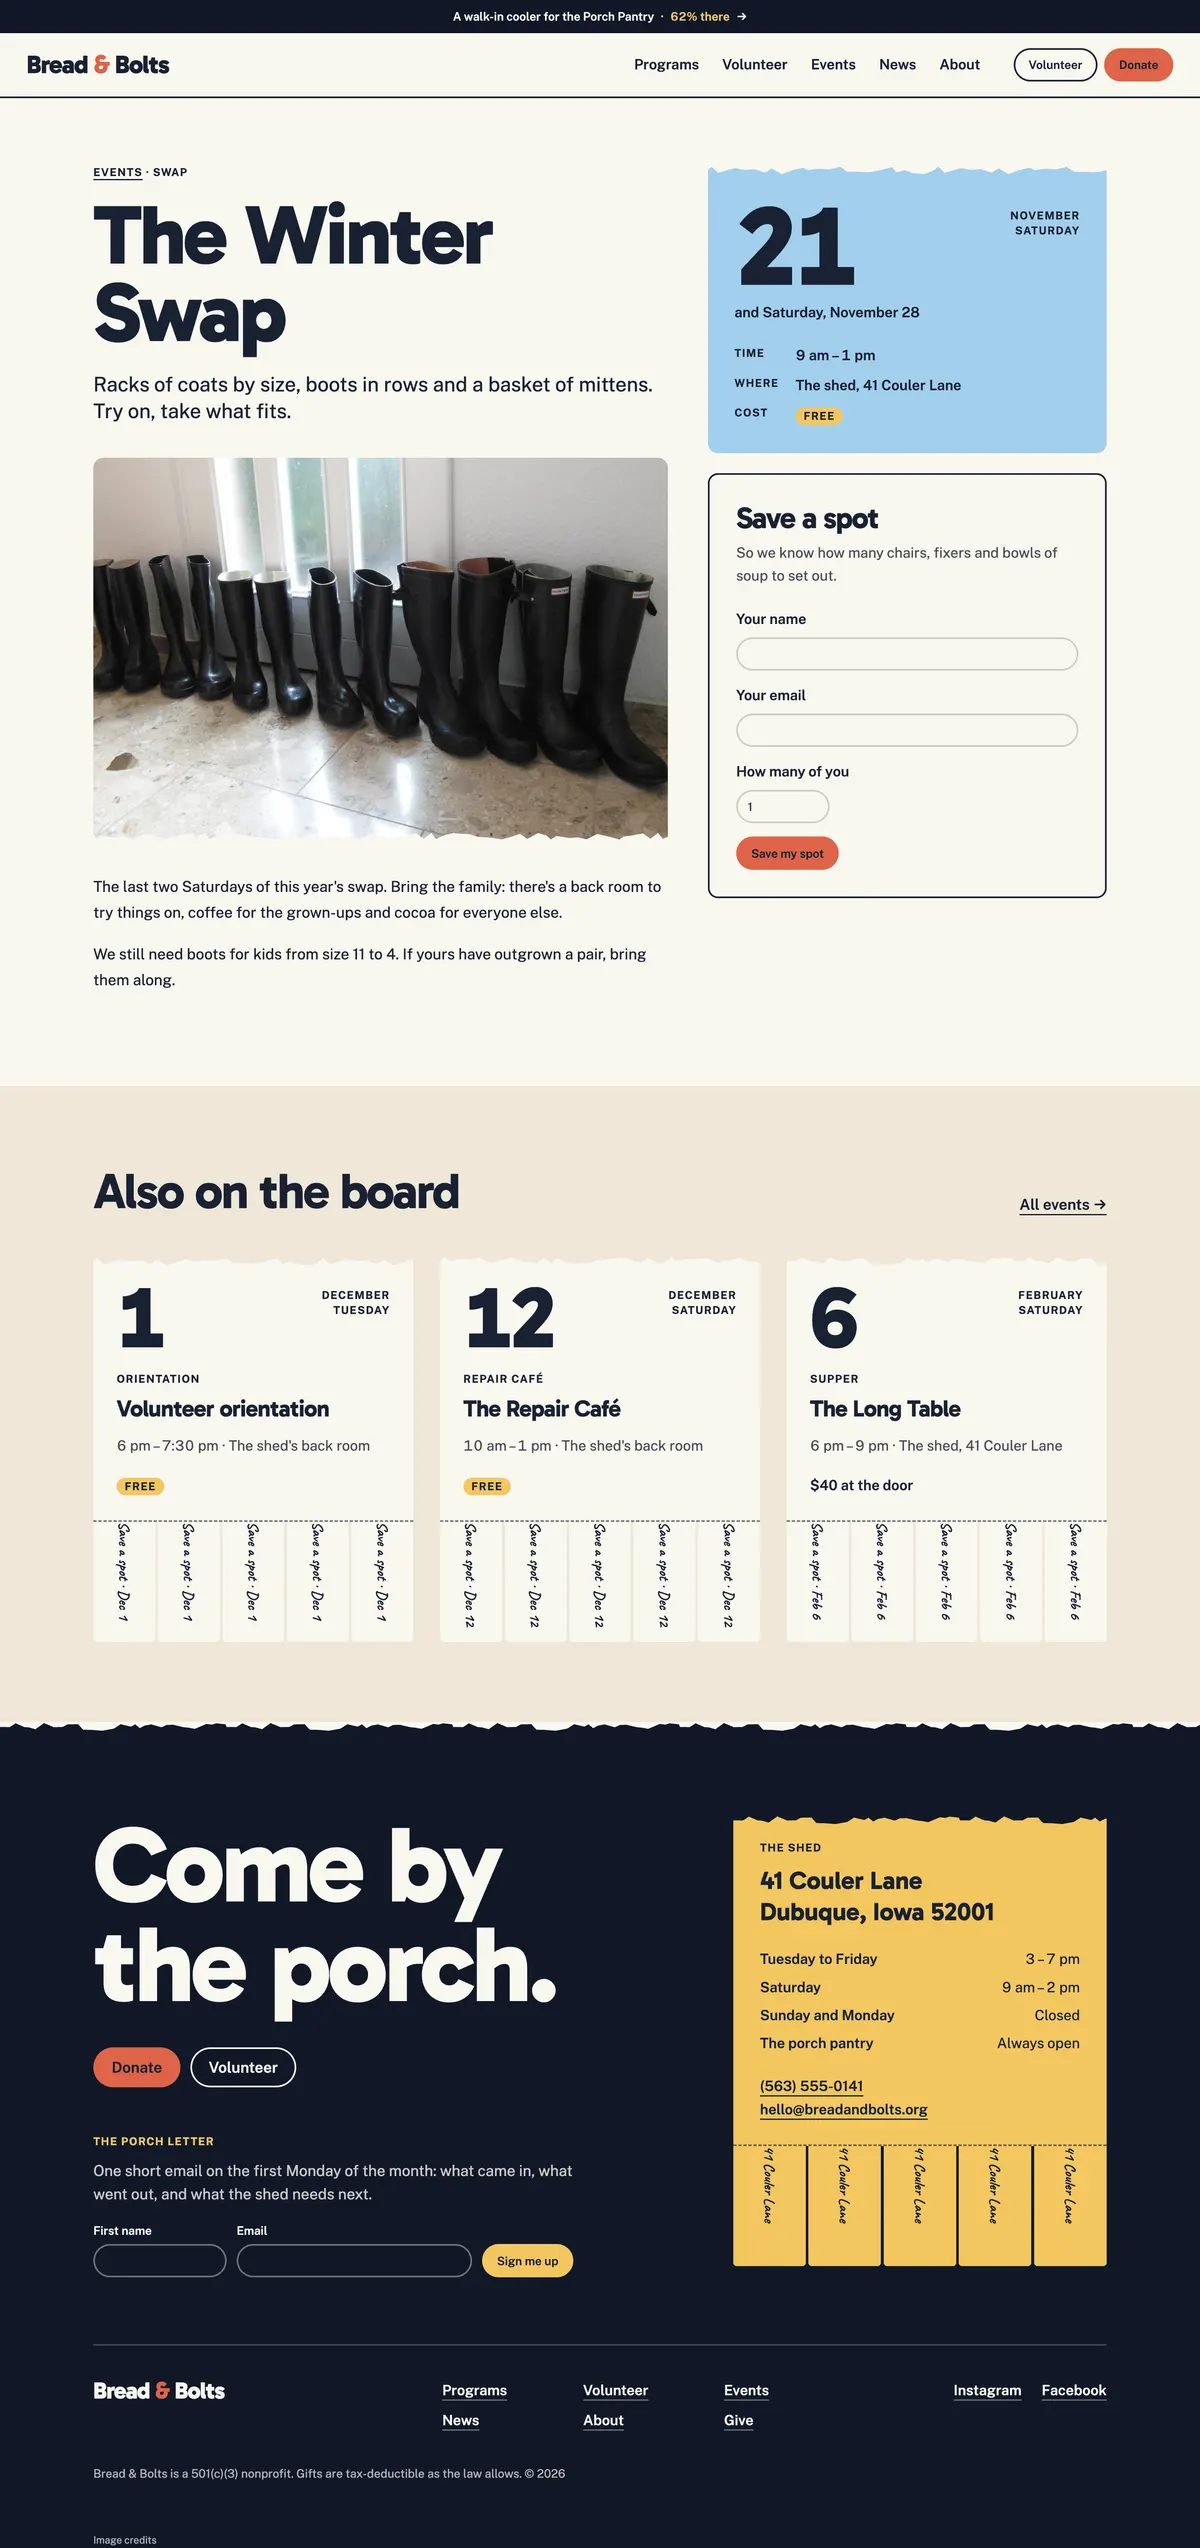 A walk-in cooler for the Porch Pantry · 62% there →
Bread & Bolts
Programs Volunteer Events News About Volunteer Donate
EVENTS · SWAP
The Winter
Swap
Racks of coats by size, boots in rows and a basket of mittens.
Try on, take what fits.
The last two Saturdays of this year's swap. Bring the family: there's a back room to
try things on, coffee for the grown-ups and cocoa for everyone else.
We still need boots for kids from size 11 to 4. If yours have outgrown a pair, bring
them along.
21
NOVEMBER
SATURDAY
and Saturday, November 28
TIME 9 am – 1 pm
WHERE The shed, 41 Couler Lane
COST FREE
Save a spot
So we know how many chairs, fixers and bowls of
soup to set out.
Your name
Your email
How many of you
1
Save my spot
Also on the board
All events →
1
DECEMBER
TUESDAY
ORIENTATION
Volunteer orientation
6 pm – 7:30 pm · The shed's back room
FREE
Save a spot · Dec 1
Save a spot · Dec 1
Save a spot · Dec 1
Save a spot · Dec 1
Save a spot · Dec 1
12
DECEMBER
SATURDAY
REPAIR CAFÉ
The Repair Café
10 am – 1 pm · The shed's back room
FREE
Save a spot · Dec 12
Save a spot · Dec 12
Save a spot · Dec 12
Save a spot · Dec 12
Save a spot · Dec 12
6
FEBRUARY
SATURDAY
SUPPER
The Long Table
6 pm – 9 pm · The shed, 41 Couler Lane
$40 at the door
Save a spot · Feb 6
Save a spot · Feb 6
Save a spot · Feb 6
Save a spot · Feb 6
Save a spot · Feb 6
Come by
the porch.
Donate Volunteer
THE PORCH LETTER
One short email on the first Monday of the month: what came in, what
went out, and what the shed needs next.
First name Email
Sign me up
THE SHED
41 Couler Lane
Dubuque, Iowa 52001
Tuesday to Friday 3 – 7 pm
Saturday 9 am – 2 pm
Sunday and Monday Closed
The porch pantry Always open
(563) 555-0141
hello@breadandbolts.org
41 Couler Lane
41 Couler Lane
41 Couler Lane
41 Couler Lane
41 Couler Lane
Bread & Bolts
Programs Volunteer Events
News About Give
Instagram Facebook
Bread & Bolts is a 501(c)(3) nonprofit. Gifts are tax-deductible as the law allows. © 2026
Image credits